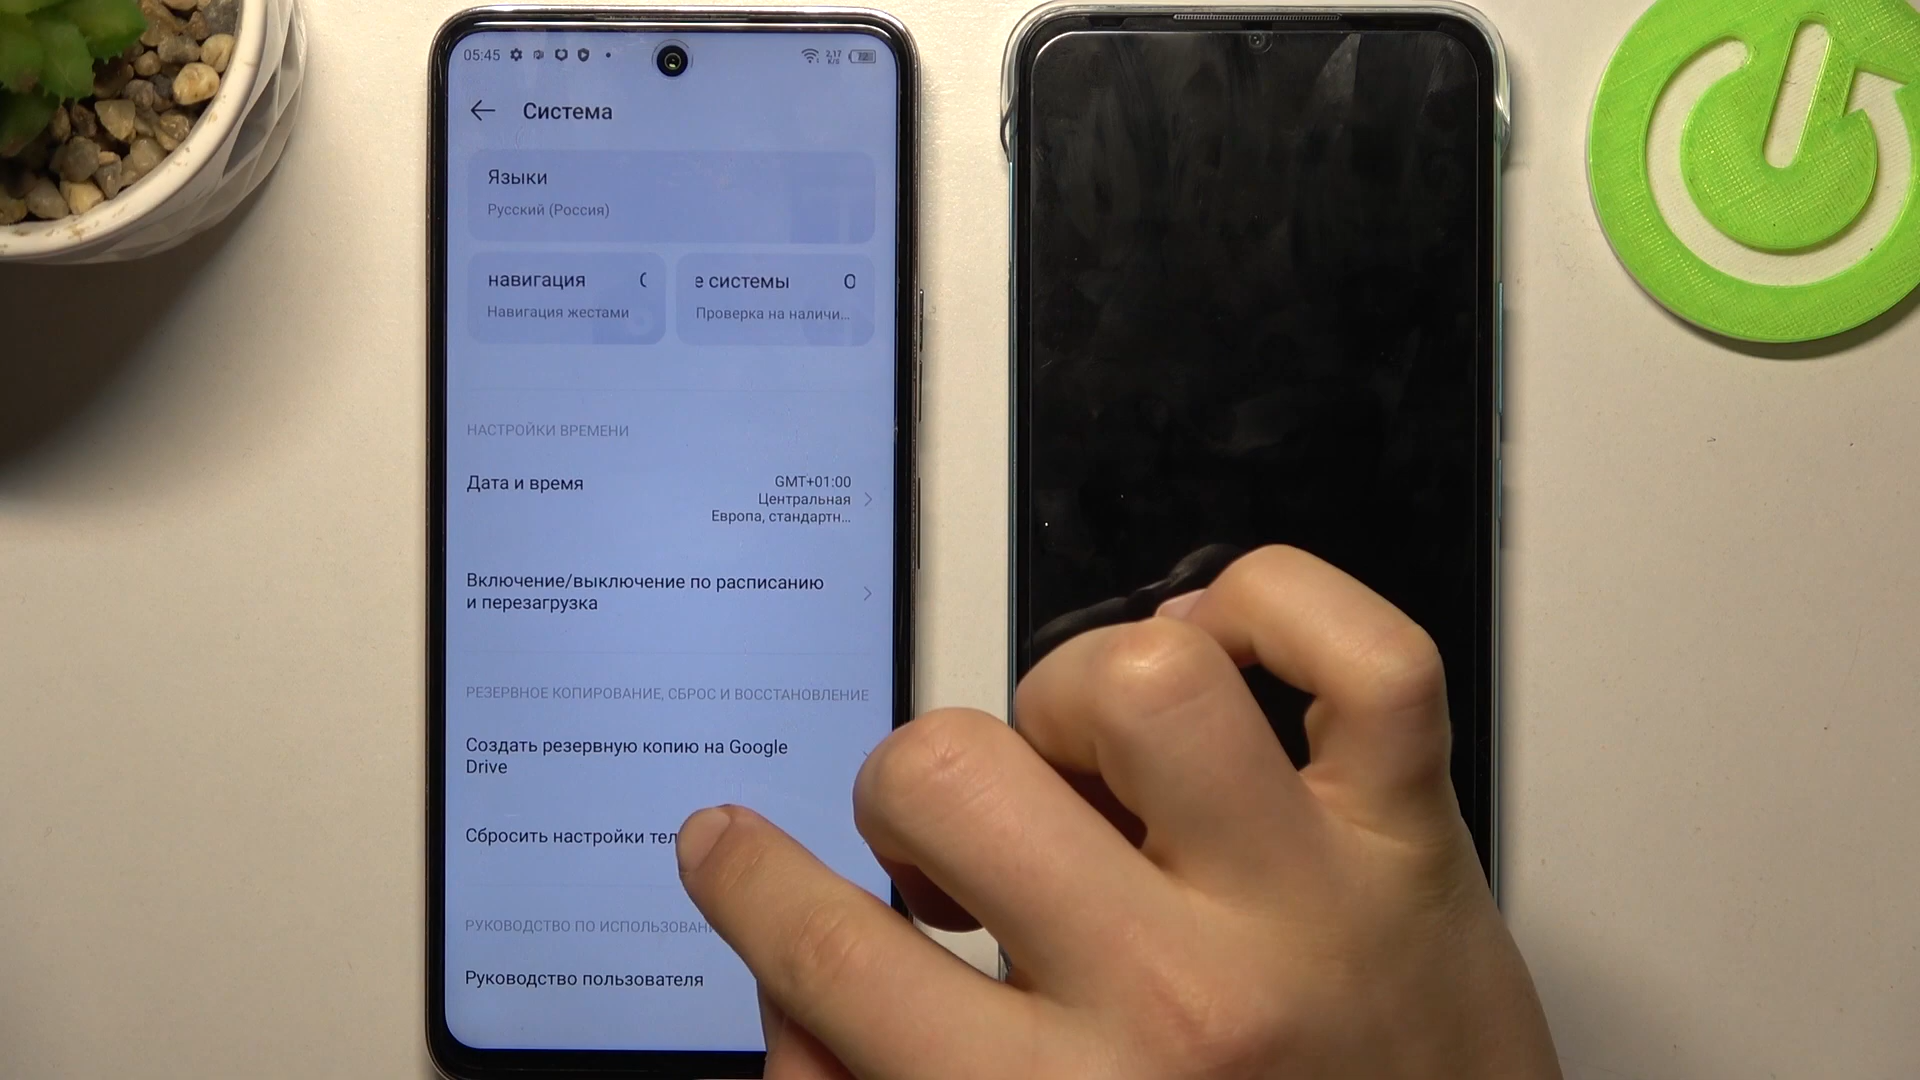 05:45
2,17
K/s
Система
Языки
Русский (Россия)
навигация
е системы
О
Навигация жестами
Проверка на наличи...
НАСТРОЙКИ ВРЕМЕНИ
Дата и время
GMT+01:00
Центральная
Европа, стандартн...
Включение/выключение по расписанию
и перезагрузка
РЕЗЕРВНОЕ КОПИРОВАНИЕ, СБРОС И ВОССТАНОВЛЕНИЕ
Создать резервную копию на Google
Drive
Сбросить настройки тел
РУКОВОДСТВО ПО ИСПОЛЬЗОВАН
Руководство пользователя